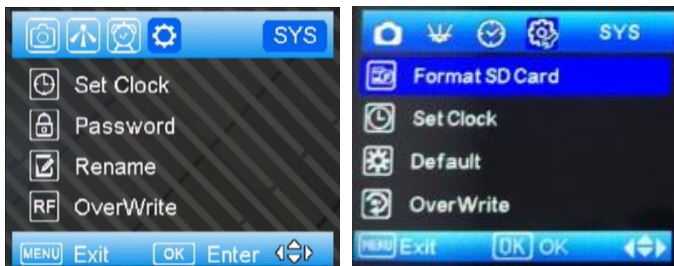 SYS
Set Clock
Password
Rename
RF OverWrite
MENU Exit OK Enter
SYS
Format SD Card
Set Clock
Default
OverWrite
MENU Exit OK OK